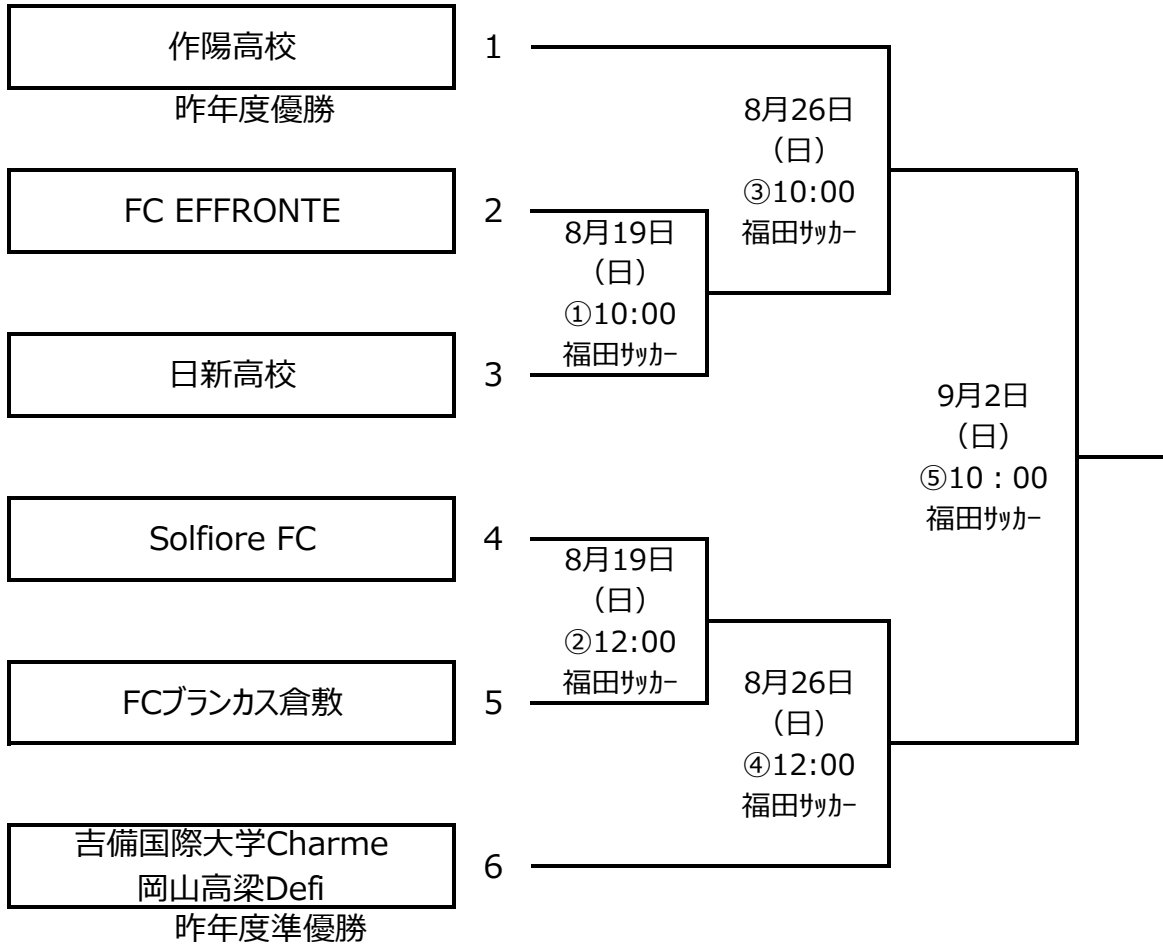 作陽高校
1
昨年度優勝
8月26日
（日）
③10:00
福田ｻｯｶｰ
FC EFFRONTE
2
8月19日
（日）
①10:00
福田ｻｯｶｰ
日新高校
3
9月2日
（日）
⑤10：00
福田ｻｯｶｰ
Solfiore FC
4
8月19日
（日）
②12:00
福田ｻｯｶｰ
FCブランカス倉敷
5
8月26日
（日）
④12:00
福田ｻｯｶｰ
吉備国際大学Charme
岡山高梁Defi
6
昨年度準優勝